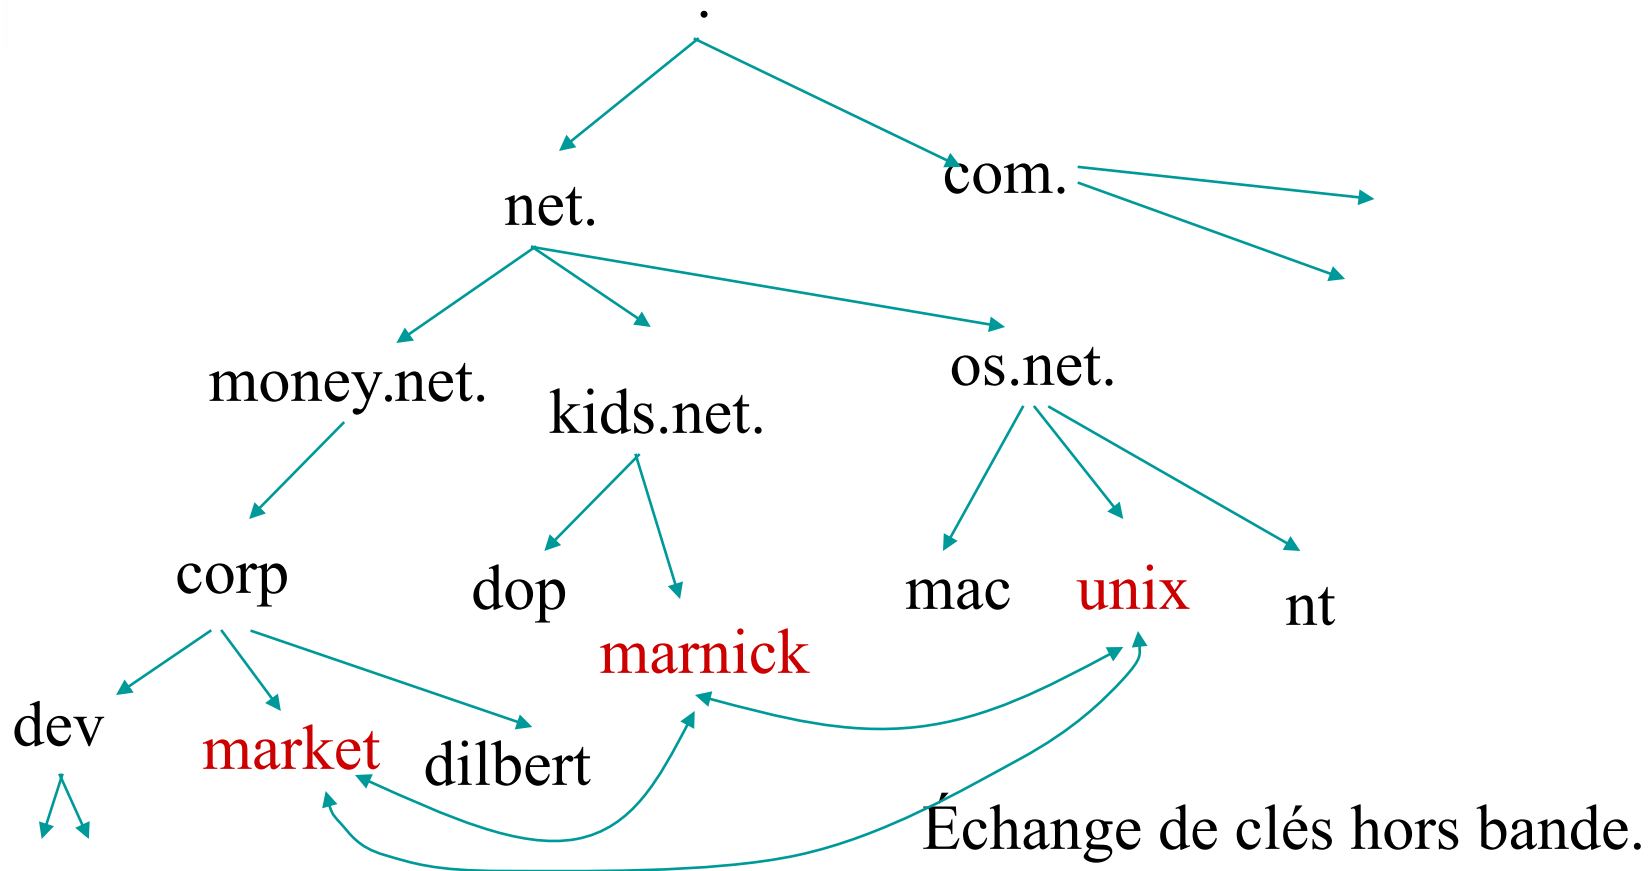 .
com.
net.
os.net.
money.net.
kids.net.
corp
dop
mac
unix
nt
marnick
dev
market
dilbert
Échange de clés hors bande.